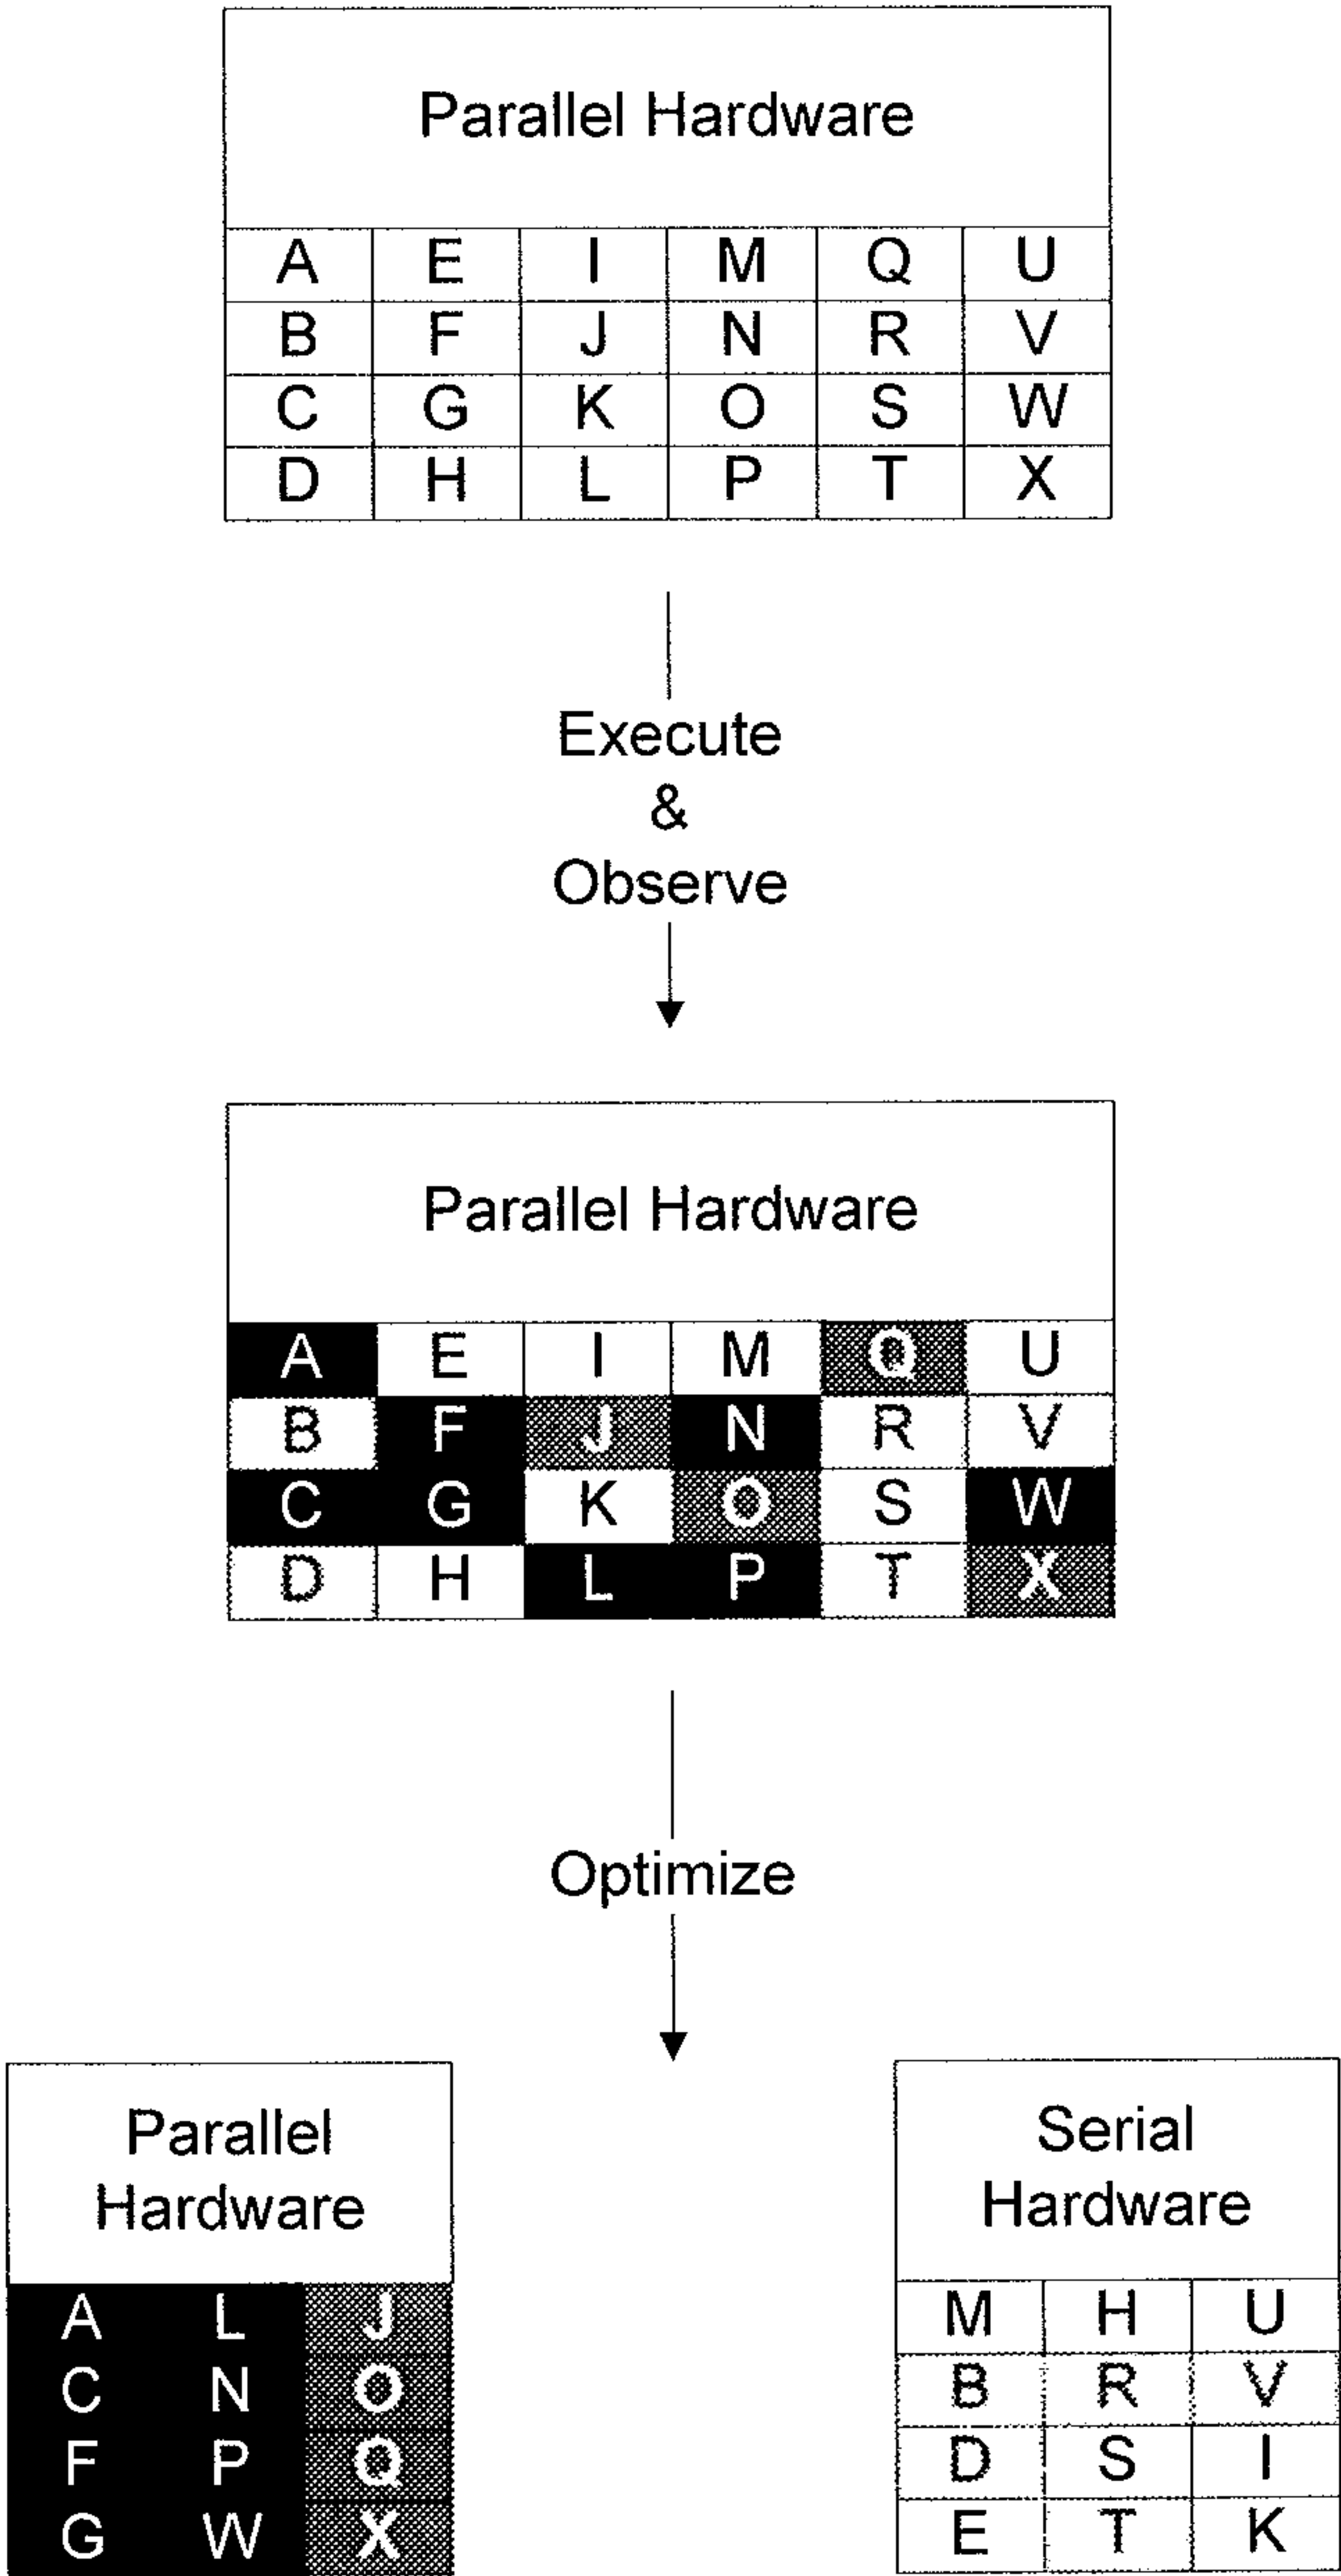 Parallel Hardware
A E I M Q U
B F J N R V
C G K O S W
D H L P T X
Execute
&
Observe
Parallel Hardware
A E I M Q U
B F J N R V
C G K O S W
D H L P T X
Optimize
Parallel
Hardware
A L J
C N O
F P Q
G W X
Serial
Hardware
M H U
B R V
D S I
E T K